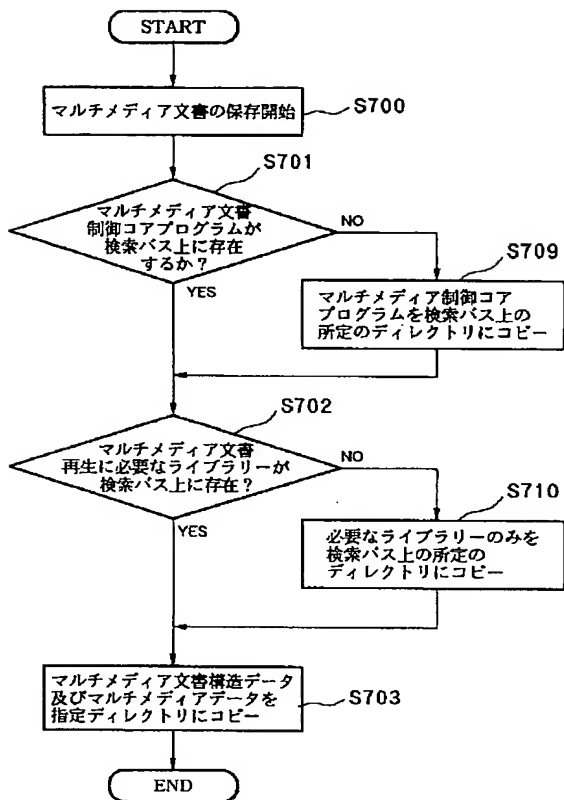 START
マルチメディア文書の保存開始
S700
S701
マルチメディア文書
制御コアプログラムが
検索パス上に存在
するか?
NO
YES
S709
マルチメディア制御コア
プログラムを検索パス上の
所定のディレクトリにコピー
S702
マルチメディア文書
再生に必要なライブラリーが
検索パス上に存在?
NO
YES
S710
必要なライブラリーのみを
検索パス上の所定の
ディレクトリにコピー
マルチメディア文書構造データ
及びマルチメディアデータを
指定ディレクトリにコピー
S703
END